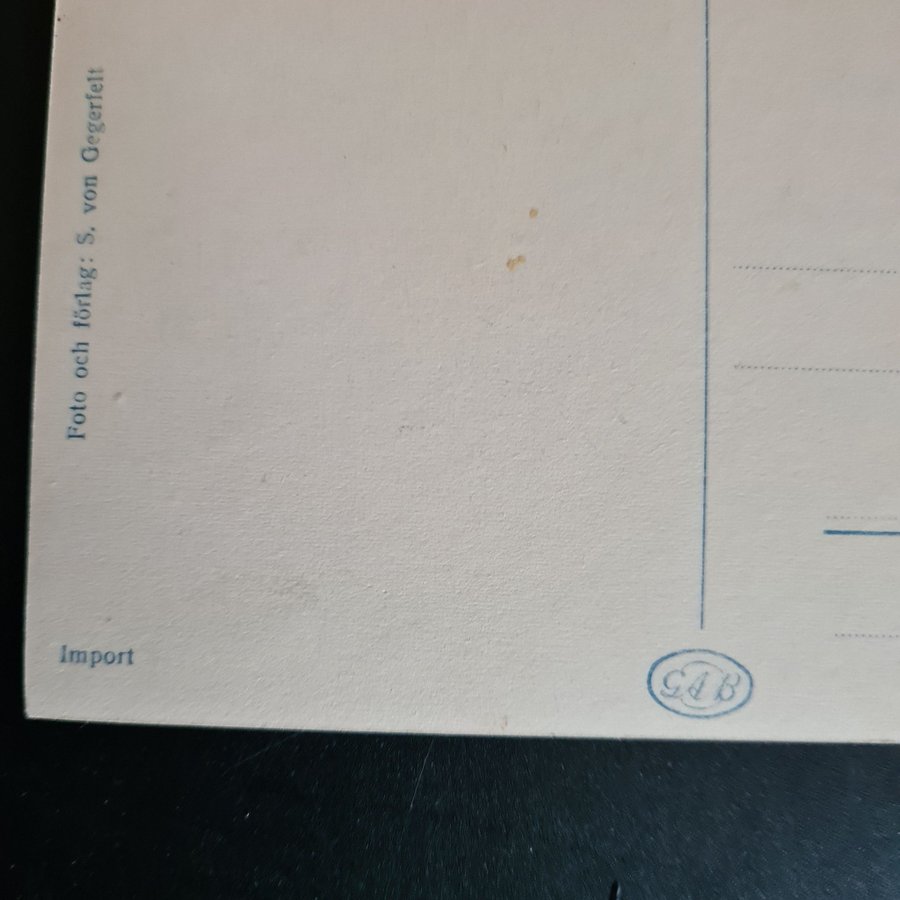 Foto och förlag: S. von Gegerfelt
Import
GAB